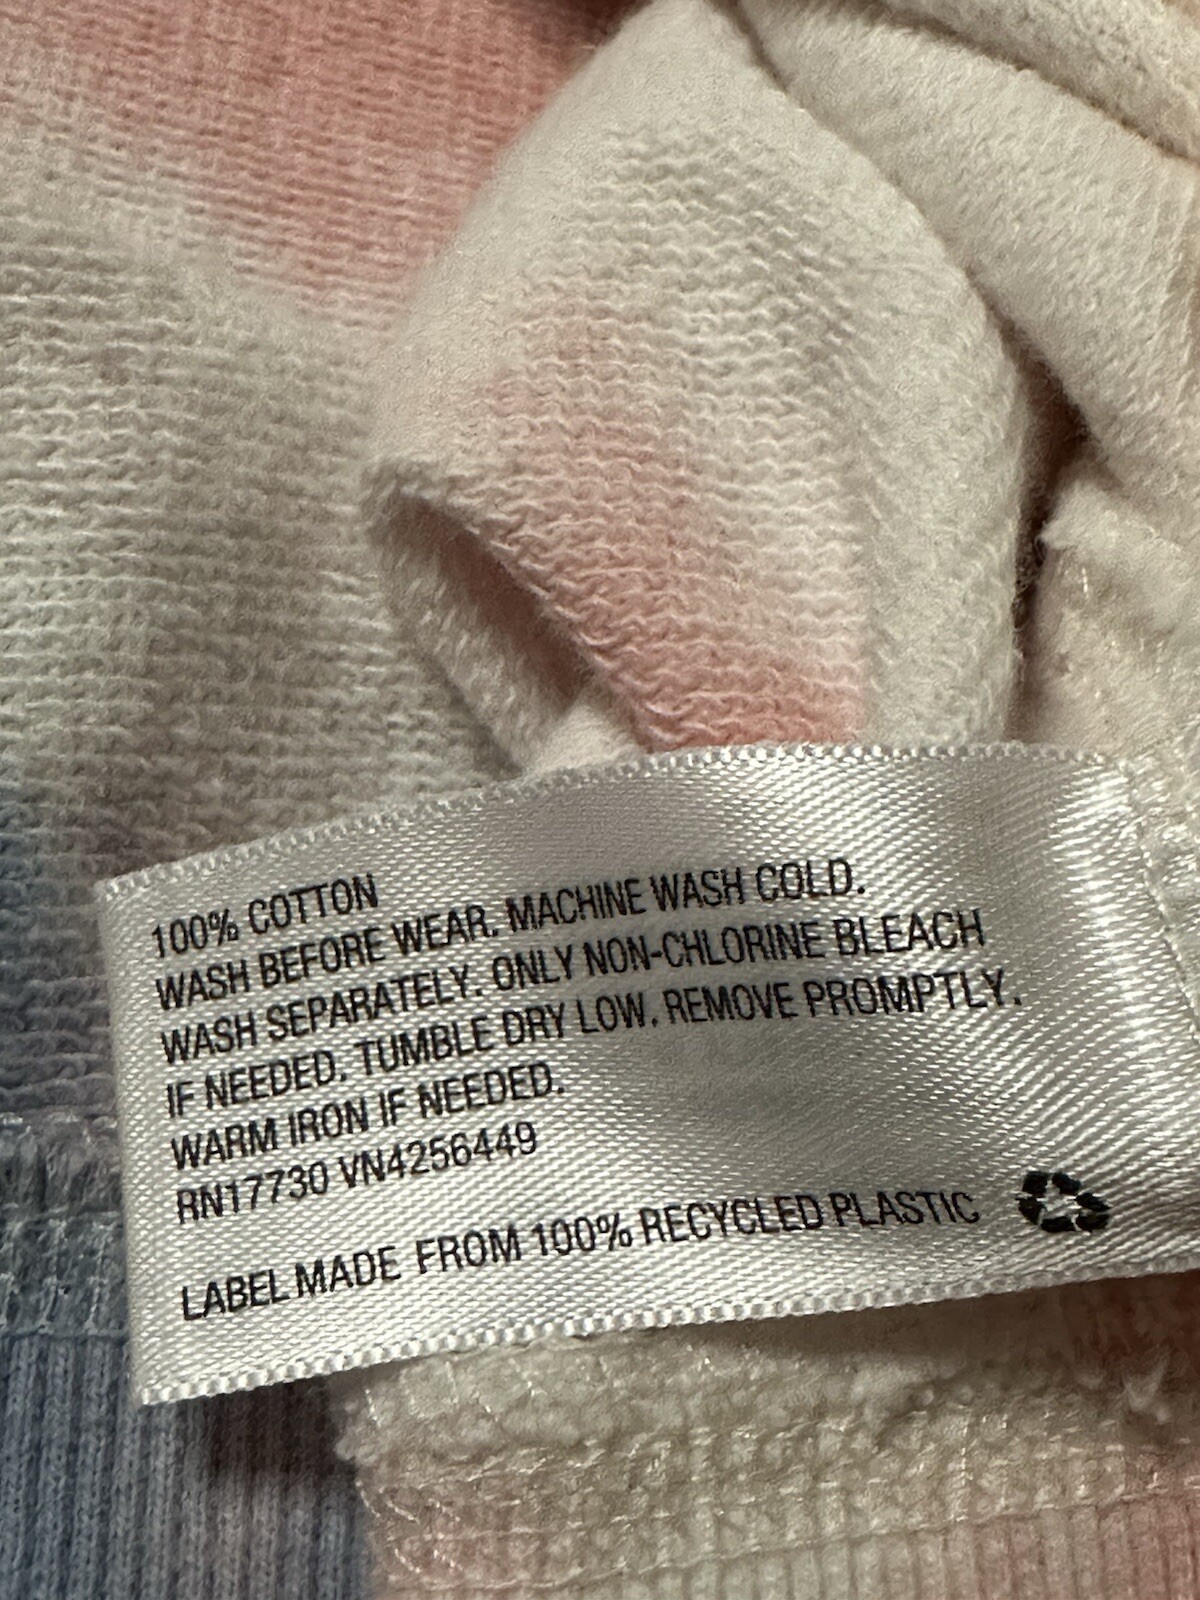 100% COTTON
WASH BEFORE WEAR. MACHINE WASH COLD.
WASH SEPARATELY. ONLY NON-CHLORINE BLEACH
IF NEEDED. TUMBLE DRY LOW. REMOVE PROMPTLY.
WARM IRON IF NEEDED.
RN17730 VN4256449
LABEL MADE FROM 100% RECYCLED PLASTIC